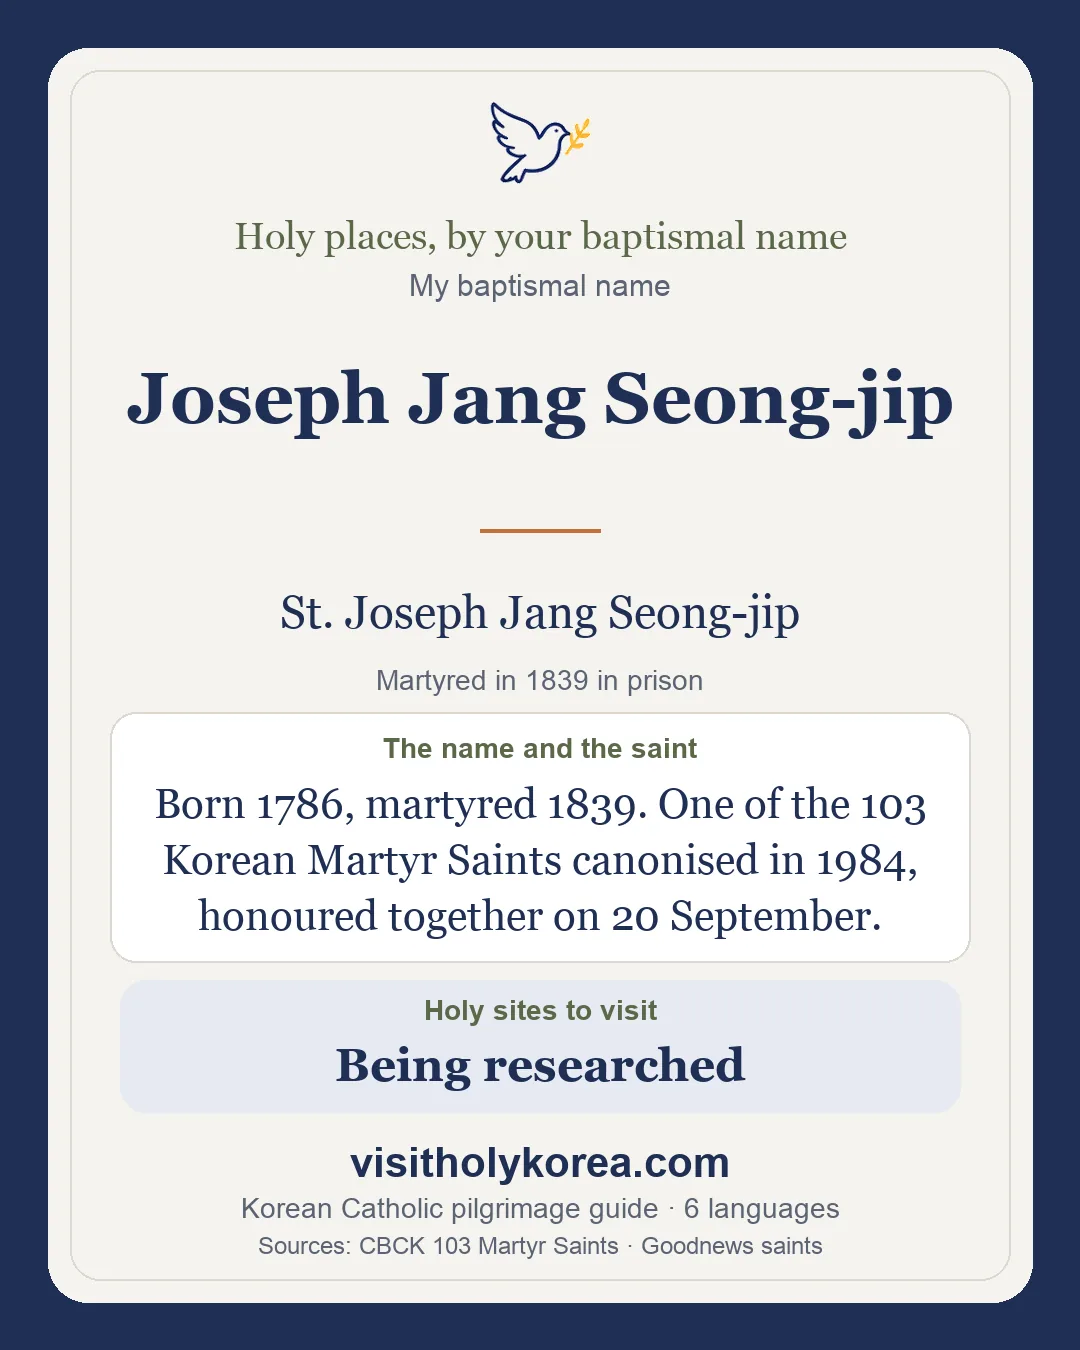 Holy places, by your baptismal name
My baptismal name
Joseph Jang Seong-jip
St. Joseph Jang Seong-jip
Martyred in 1839 in prison
The name and the saint
Born 1786, martyred 1839. One of the 103
Korean Martyr Saints canonised in 1984,
honoured together on 20 September.
Holy sites to visit
Being researched
visitholykorea.com
Korean Catholic pilgrimage guide · 6 languages
Sources: CBCK 103 Martyr Saints · Goodnews saints